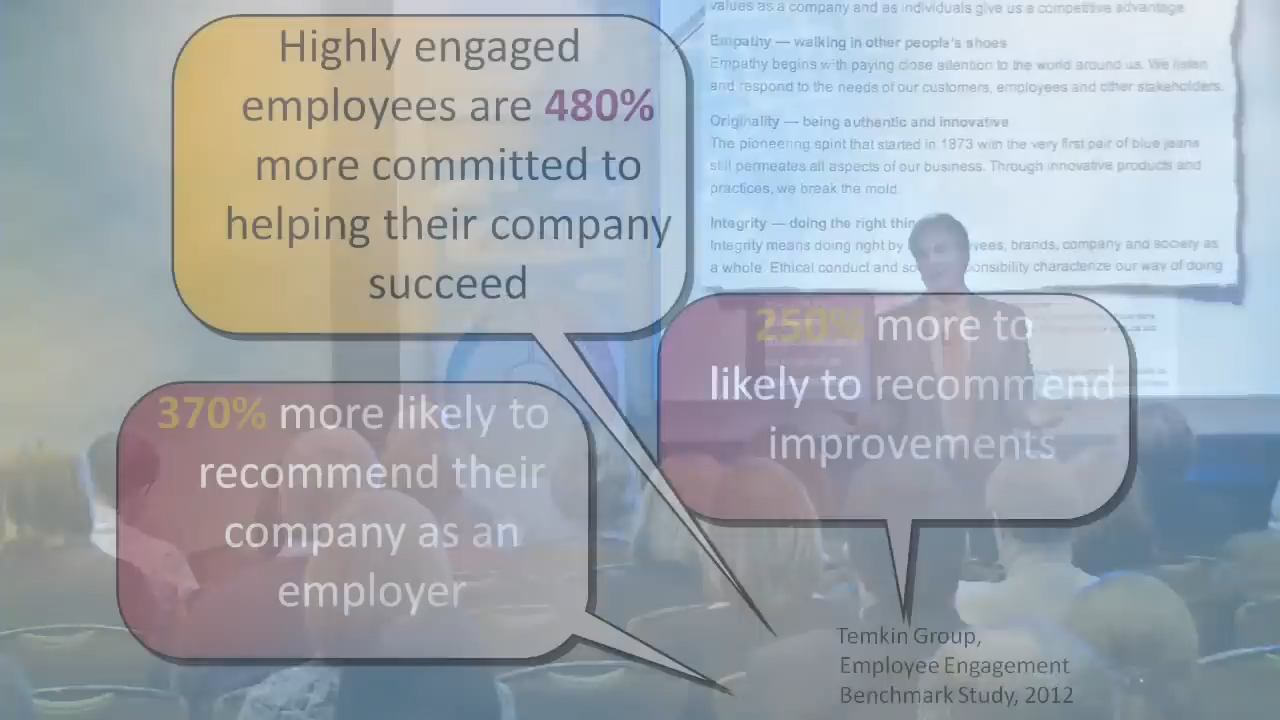 Highly engaged
employees are 480%
more committed to
helping their company
succeed
values as a company and as individuals give us a competitive advantage.
Empathy — walking in other people's shoes
Empathy begins with paying close attention to the world around us. We listen
and respond to the needs of our customers, employees and other stakeholders.
Originality — being authentic and innovative
The pioneering spirit that started in 1873 with the very first pair of blue jeans
still permeates all aspects of our business. Through innovative products and
practices, we break the mold.
Integrity — doing the right thing
Integrity means doing right by brands, company and society as
a whole. Ethical conduct and characterize our way of doing
250% more to
likely to recommend
improvements
370% more likely to
recommend their
company as an
employer
Temkin Group,
Employee Engagement
Benchmark Study, 2012